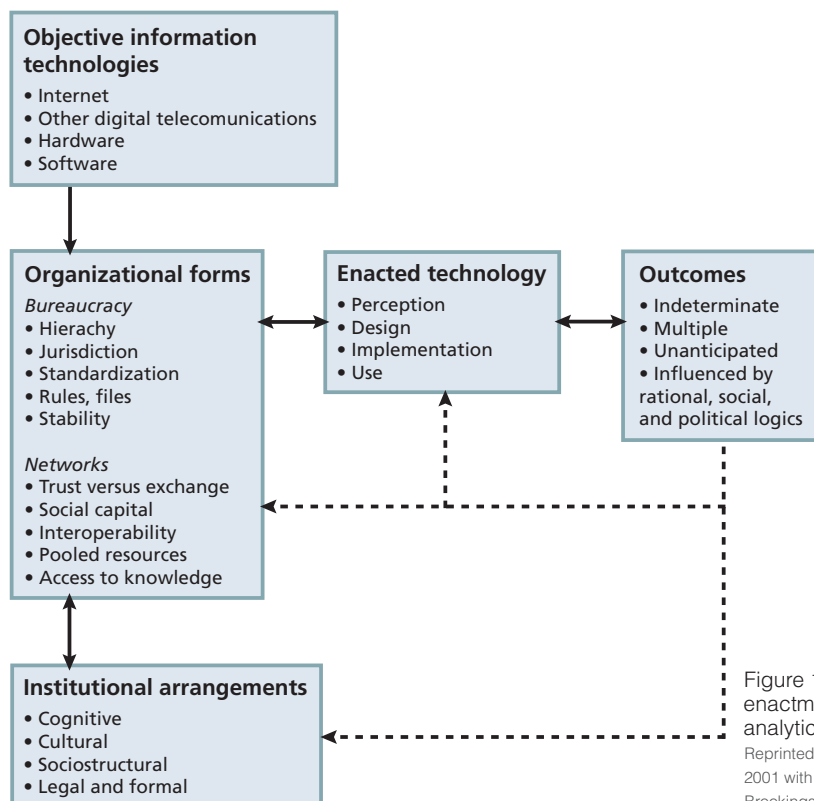 Objective information
technologies
• Internet
• Other digital telecomunications
• Hardware
• Software
Organizational forms
Bureaucracy
• Hierachy
• Jurisdiction
• Standardization
• Rules, files
• Stability
Networks
• Trust versus exchange
• Social capital
• Interoperability
• Pooled resources
• Access to knowledge
Enacted technology
• Perception
• Design
• Implementation
• Use
Outcomes
• Indeterminate
• Multiple
• Unanticipated
• Influenced by
rational, social,
and political logics
Institutional arrangements
• Cognitive
• Cultural
• Sociostructural
• Legal and formal
Figure
enactm
analytic
Reprinted
2001 with